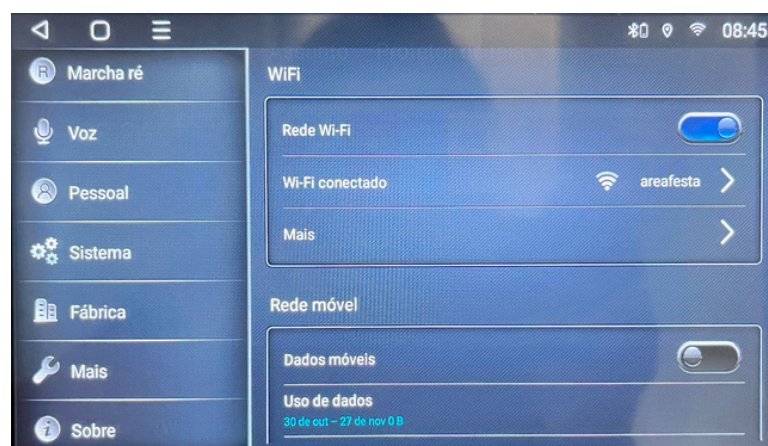 08:45
R
Marcha ré
Voz
Pessoal
Sistema
Fábrica
Mais
Sobre
WiFi
Rede Wi-Fi
Wi-Fi conectado areafesta
Mais
Rede móvel
Dados móveis
Uso de dados
30 de out – 27 de nov 0 B